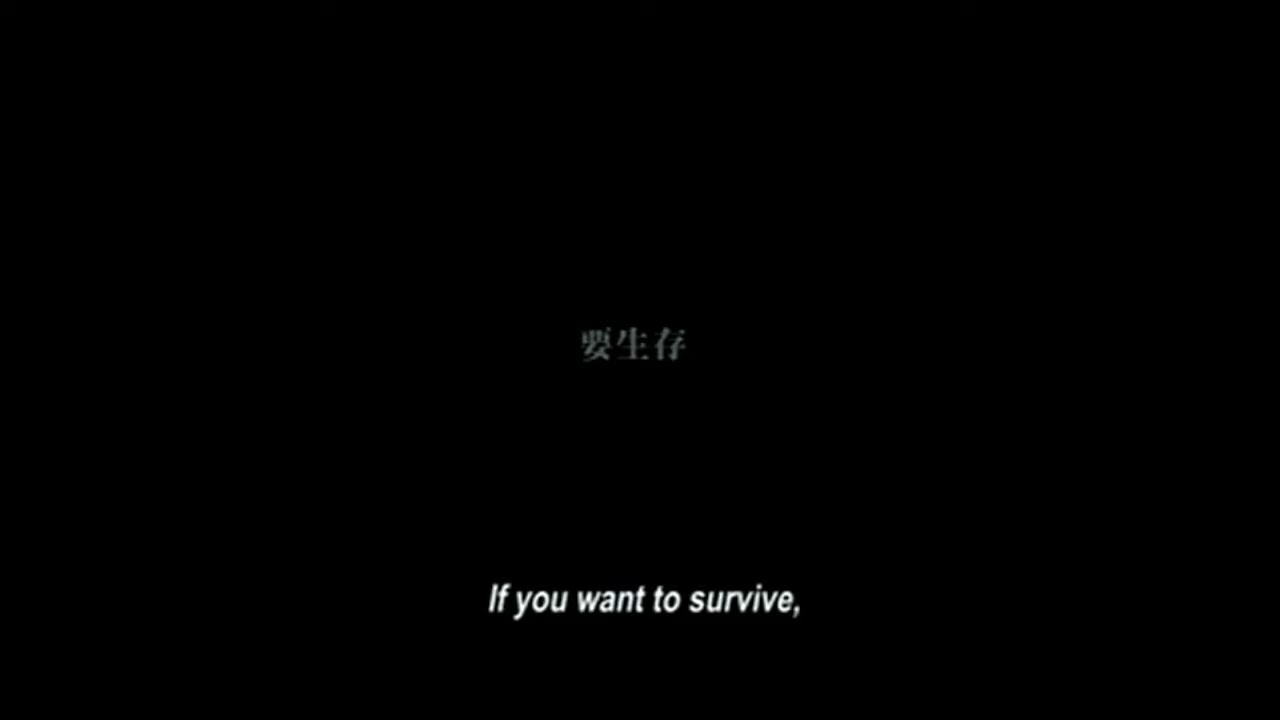 要生存
If you want to survive,